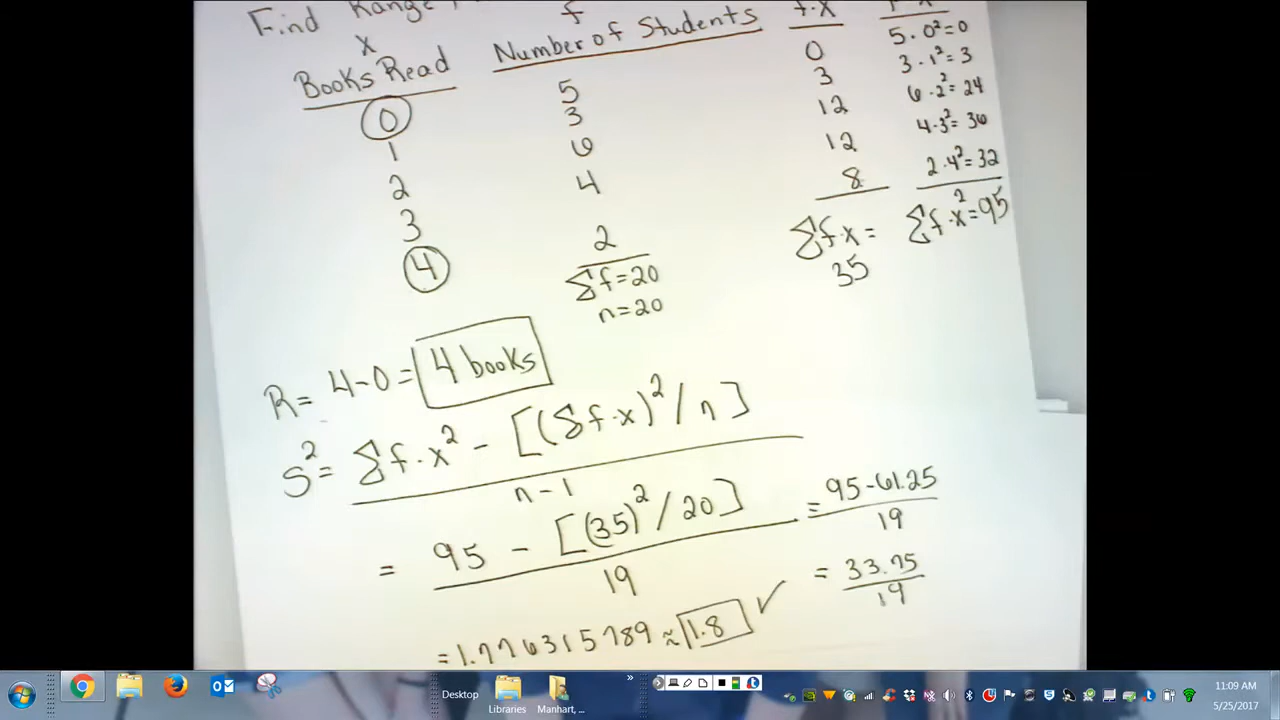 Find Range,
x f f·x
Books Read Number of Students
0 5 0 5·0²=0
1 3 3 3·1²=3
2 6 12 6·2²=24
3 4 12 4·3²=36
4 2 8 2·4²=32
Σf=20 Σf·x= Σf·x²=95
n=20 35
R= 4-0= 4 books
S²= Σf·x² - [(Σf·x)²/n]
n-1
= 95 - [(35)²/20] = 95-61.25
19 19
= 33.75
19
=1.776315789 ≈ 1.8 ✓
Desktop
Libraries
Manhart, ...
»
11:09 AM
5/25/2017